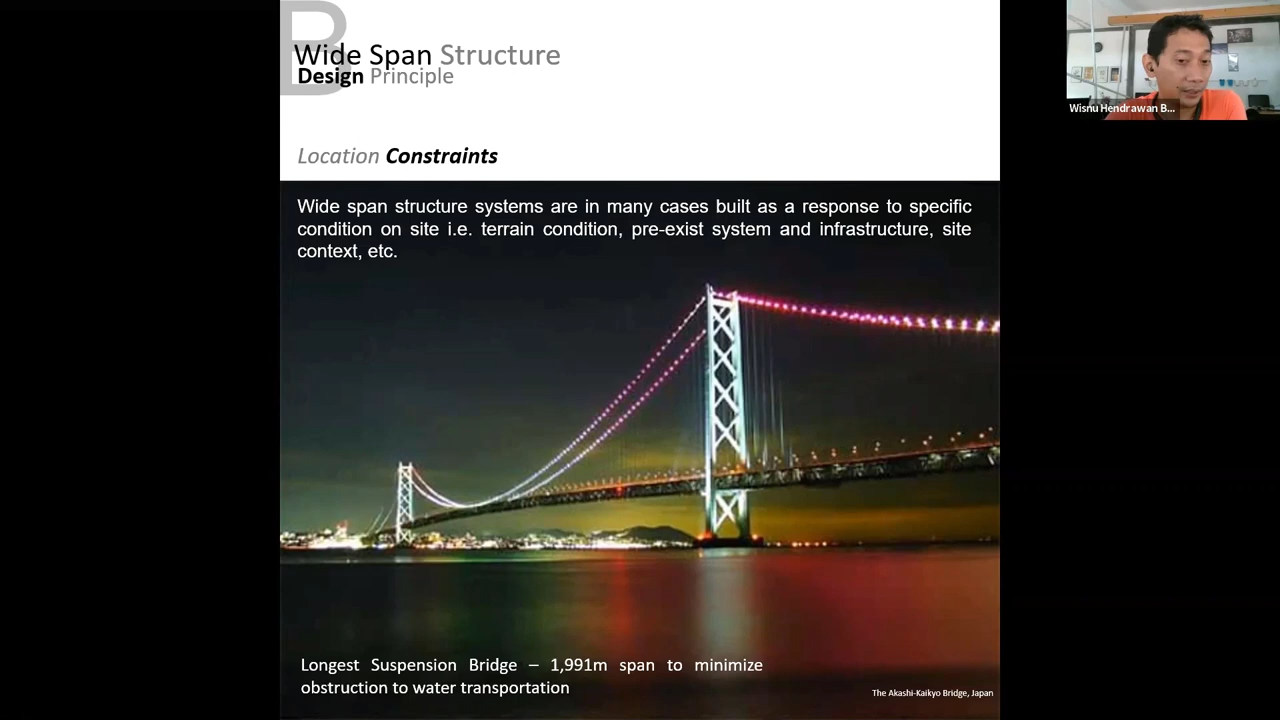 B
Wide Span Structure
Design Principle
Location Constraints
Wide span structure systems are in many cases built as a response to specific
condition on site i.e. terrain condition, pre-exist system and infrastructure, site
context, etc.
Longest Suspension Bridge – 1,991m span to minimize
obstruction to water transportation
The Akashi-Kaikyo Bridge, Japan
Wisnu Hendrawan B...